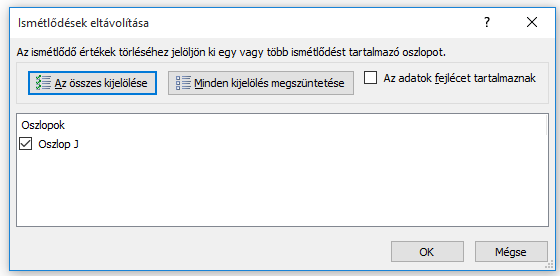 Ismétlődések eltávolítása
Az ismétlődő értékek törléséhez jelöljön ki egy vagy több ismétlődést tartalmazó oszlopot.
Az összes kijelölése
Minden kijelölés megszüntetése
Az adatok fejlécet tartalmaznak
Oszlopok
Oszlop J
OK
Mégse